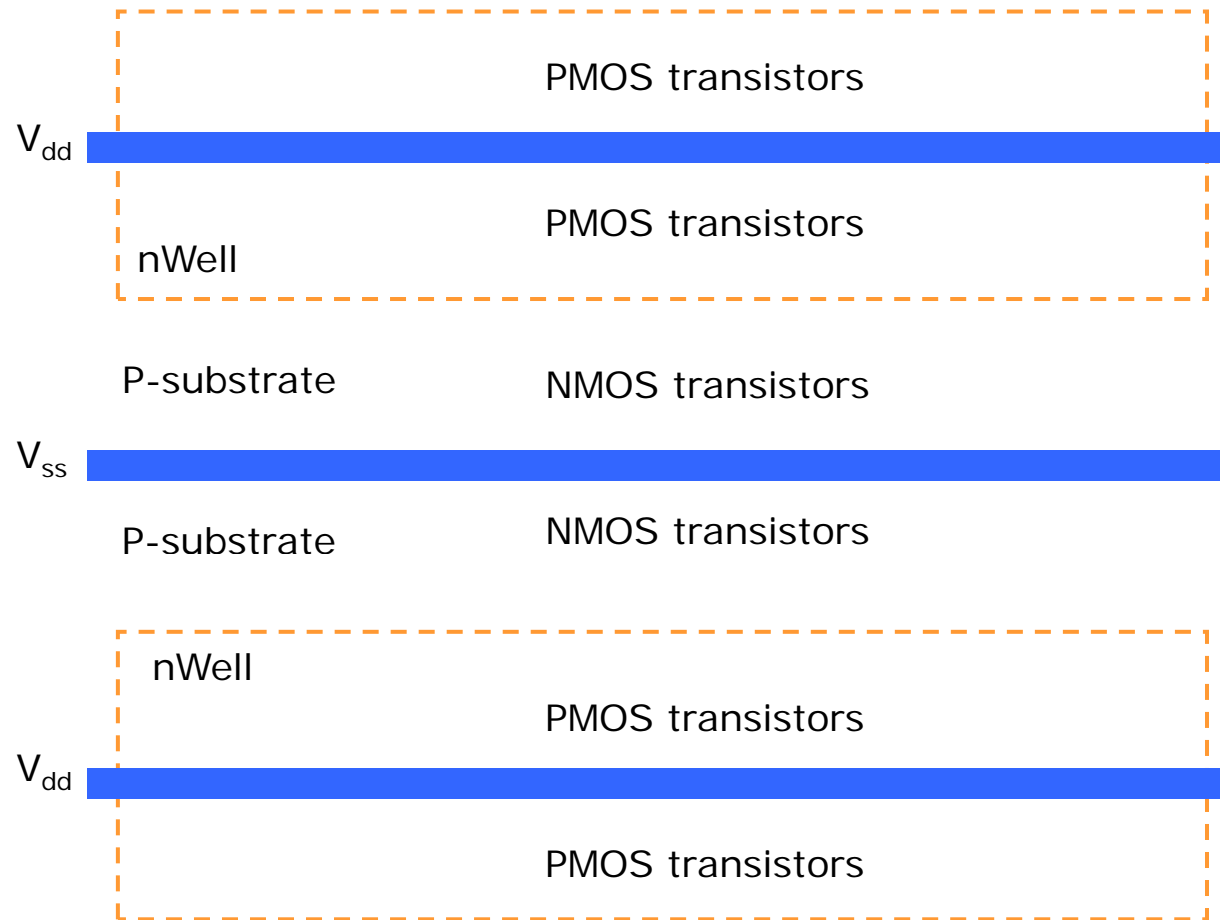 PMOS transistors
Vdd
PMOS transistors
nWell
P-substrate
NMOS transistors
Vss
NMOS transistors
P-substrate
nWell
PMOS transistors
Vdd
PMOS transistors